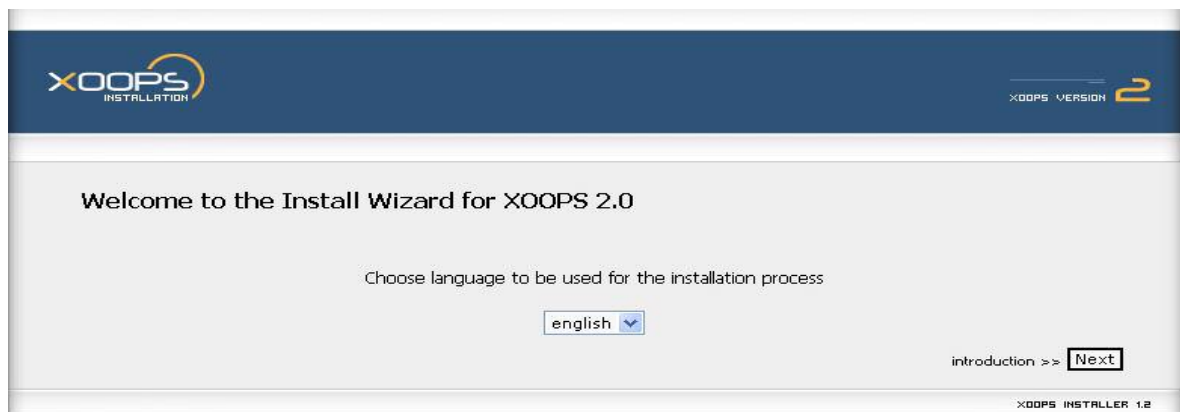 XOOPS
INSTALLATION
XOOPS VERSION 2
Welcome to the Install Wizard for XOOPS 2.0
Choose language to be used for the installation process
english
introduction >> Next
XOOPS INSTALLER 1.2